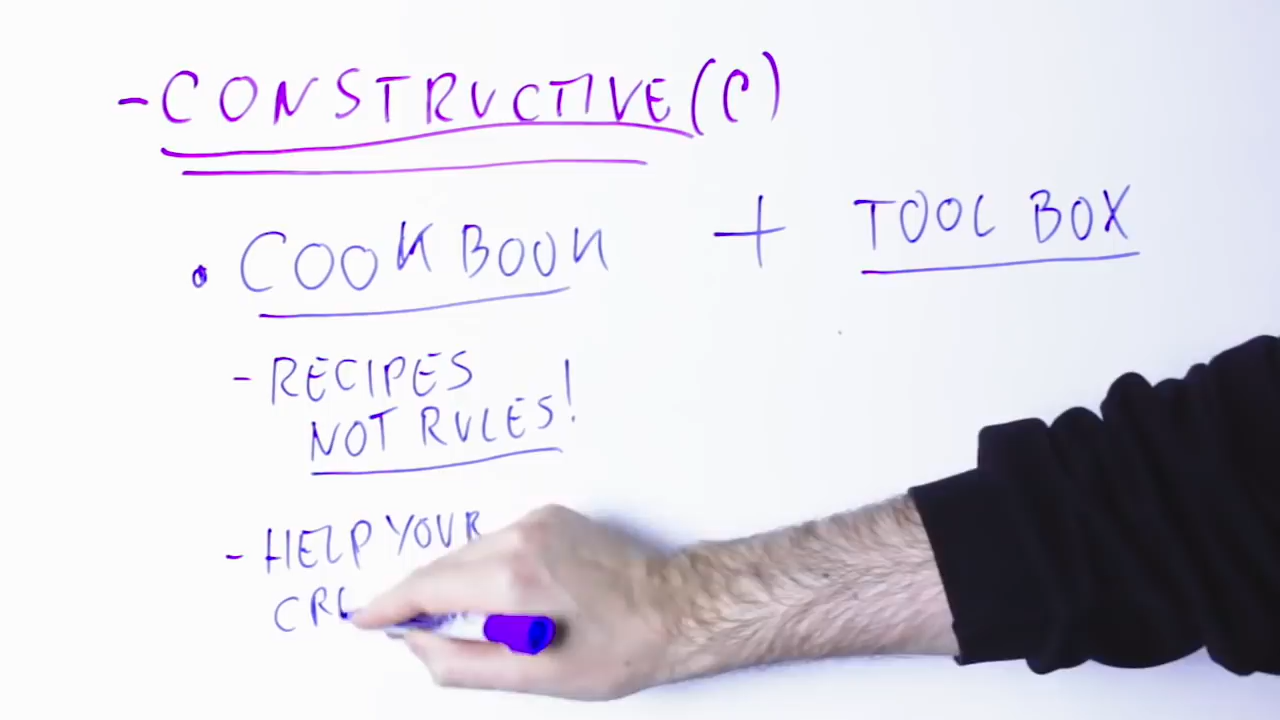 - CONSTRUCTIVE (C)
• COOKBOOK + TOOL BOX
- RECIPES
NOT RULES!
- HELP YOUR